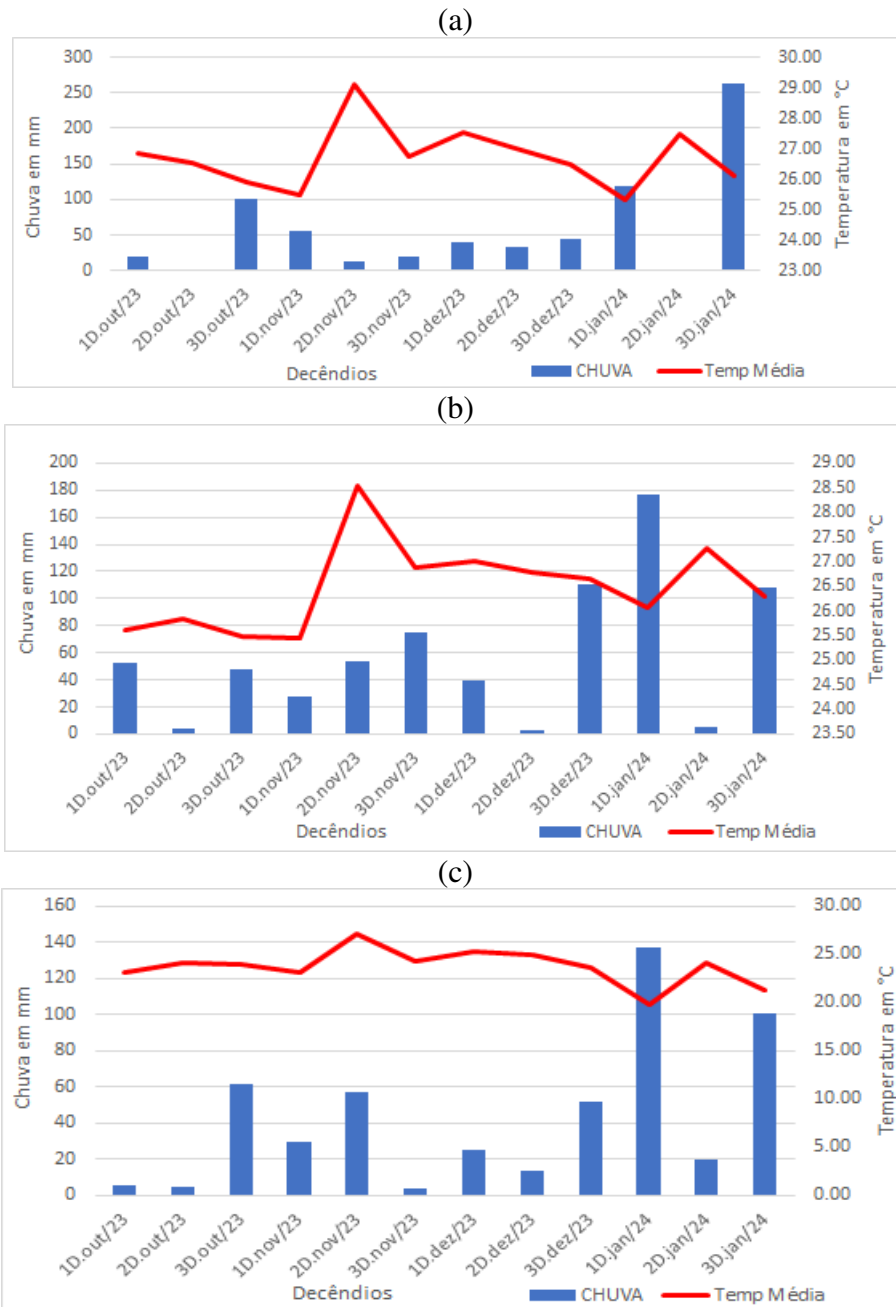 (a)
Chuva em mm
300
250
200
150
100
50
0
30.00
29.00
28.00
27.00
26.00
25.00
24.00
23.00
Temperatura em °C
1D.out/23
2D.out/23
3D.out/23
1D.nov/23
2D.nov/23
3D.nov/23
1D.dez/23
2D.dez/23
3D.dez/23
1D.jan/24
2D.jan/24
3D.jan/24
Decêndios
CHUVA
Temp Média
(b)
Chuva em mm
200
180
160
140
120
100
80
60
40
20
0
29.00
28.50
28.00
27.50
27.00
26.50
26.00
25.50
25.00
24.50
24.00
23.50
Temperatura em °C
1D.out/23
2D.out/23
3D.out/23
1D.nov/23
2D.nov/23
3D.nov/23
1D.dez/23
2D.dez/23
3D.dez/23
1D.jan/24
2D.jan/24
3D.jan/24
Decêndios
CHUVA
Temp Média
(c)
Chuva em mm
160
140
120
100
80
60
40
20
0
30.00
25.00
20.00
15.00
10.00
5.00
0.00
Temperatura em °C
1D.out/23
2D.out/23
3D.out/23
1D.nov/23
2D.nov/23
3D.nov/23
1D.dez/23
2D.dez/23
3D.dez/23
1D.jan/24
2D.jan/24
3D.jan/24
Decêndios
CHUVA
Temp Média